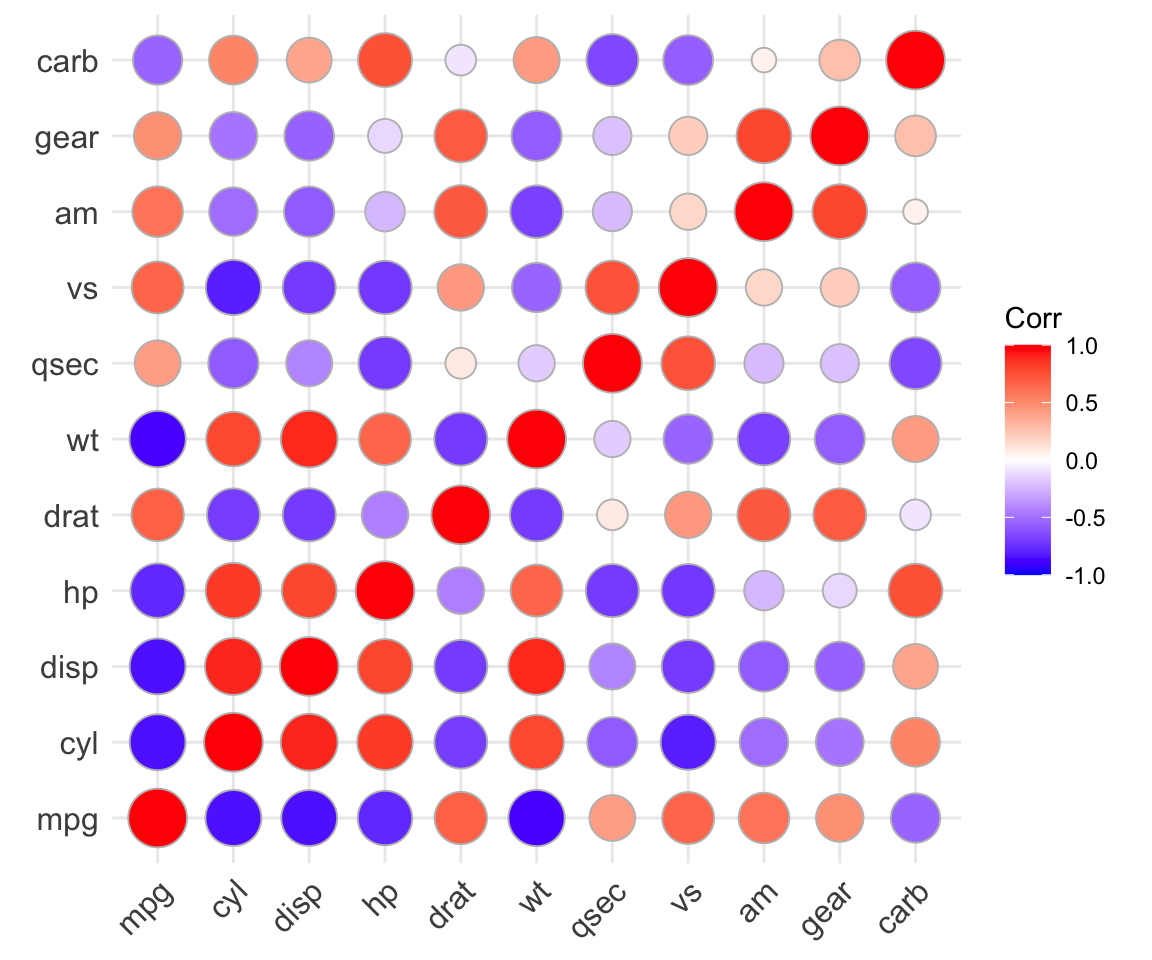 carb
gear
am
vs
qsec
wt
drat
hp
disp
cyl
mpg
mpg cyl disp hp drat wt qsec vs am gear carb
Corr
1.0
0.5
0.0
-0.5
-1.0